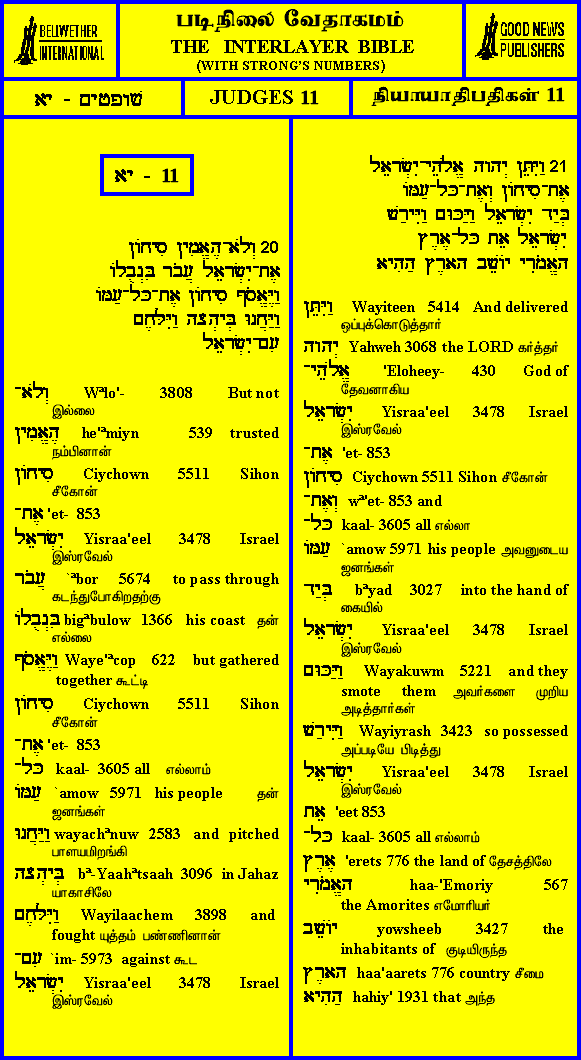 BELLWETHER
INTERNATIONAL
படிநிலை வேதாகமம்
THE INTERLAYER BIBLE
(WITH STRONG'S NUMBERS)
GOOD NEWS
PUBLISHERS
שׁוֹפטים - יא
JUDGES 11
நியாயாதிபதிகள் 11
11 - יא
20 וְלֹא־הֶאֱמִין סִיחוֹן
אֶת־יִשְׂרָאֵל עֲבֹר בִּגְבֻלוֹ
וַיֶּאֱסֹף סִיחוֹן אֶת־כׇּל־עַמּוֹ
וַיַּחֲנוּ בְּיׇהְצָה וַיִּלָּחֶם
עִם־יִשְׂרָאֵל
וְלֹא־ Wªlo'- 3808 But not
இல்லை
הֶאֱמִין he'ªmiyn 539 trusted
நம்பினான்
סִיחוֹן Ciychown 5511 Sihon
சீகோன்
אֶת־ 'et- 853
יִשְׂרָאֵל Yisraa'eel 3478 Israel
இஸ்ரவேல்
עֲבֹר `ªbor 5674 to pass through
கடந்துபோகிறதற்கு
בִּגְבֻלוֹ bigªbulow 1366 his coast தன்
எல்லை
וַיֶּאֱסֹף Waye'ªcop 622 but gathered
together கூட்டி
סִיחוֹן Ciychown 5511 Sihon
சீகோன்
אֶת־ 'et- 853
כׇּל־ kaal- 3605 all எல்லாம்
עַמּוֹ `amow 5971 his people தன்
ஜனங்கள்
וַיַּחֲנוּ wayachªnuw 2583 and pitched
பாளயமிறங்கி
בְּיׇהְצָה bª-Yaahªtsaah 3096 in Jahaz
யாகாசிலே
וַיִּלָּחֶם Wayilaachem 3898 and
fought யுத்தம் பண்ணினான்
עִם־ `im- 5973 against கூட
יִשְׂרָאֵל Yisraa'eel 3478 Israel
இஸ்ரவேல்
21 וַיִּתֵּן יְהוה אֱלֹהֵי־יִשְׂרָאֵל
אֶת־סִיחוֹן וְאֶת־כׇּל־עַמּוֹ
בְּיַד יִשְׂרָאֵל וַיַּכּוּם וַיִּירַשׁ
יִשְׂרָאֵל אֵת כׇּל־אֶרֶץ
הָאֱמֹרִי יוֹשֵׁב הָאָרֶץ הַהִיא
וַיִּתֵּן Wayiteen 5414 And delivered
ஒப்புக்கொடுத்தார்
יְהוה Yahweh 3068 the LORD கர்த்தர்
אֱלֹהֵי־ 'Eloheey- 430 God of
தேவனாகிய
יִשְׂרָאֵל Yisraa'eel 3478 Israel
இஸ்ரவேல்
אֶת־ 'et- 853
סִיחוֹן Ciychown 5511 Sihon சீகோன்
וְאֶת־ wª'et- 853 and
כׇּל־ kaal- 3605 all எல்லா
עַמּוֹ `amow 5971 his people அவனுடைய
ஜனங்கள்
בְּיַד bªyad 3027 into the hand of
கையில்
יִשְׂרָאֵל Yisraa'eel 3478 Israel
இஸ்ரவேல்
וַיַּכּוּם Wayakuwm 5221 and they
smote them அவர்களை முறிய
அடித்தார்கள்
וַיִּירַשׁ Wayiyrash 3423 so possessed
அப்படியே பிடித்து
יִשְׂרָאֵל Yisraa'eel 3478 Israel
இஸ்ரவேல்
אֵת 'eet 853
כׇּל־ kaal- 3605 all எல்லாம்
אֶרֶץ 'erets 776 the land of தேசத்திலே
הָאֱמֹרִי haa-'Emoriy 567
the Amorites எமோரியர்
יוֹשֵׁב yowsheeb 3427 the
inhabitants of குடியிருந்த
הָאָרֶץ haa'aarets 776 country சீமை
הַהִיא hahiy' 1931 that அந்த